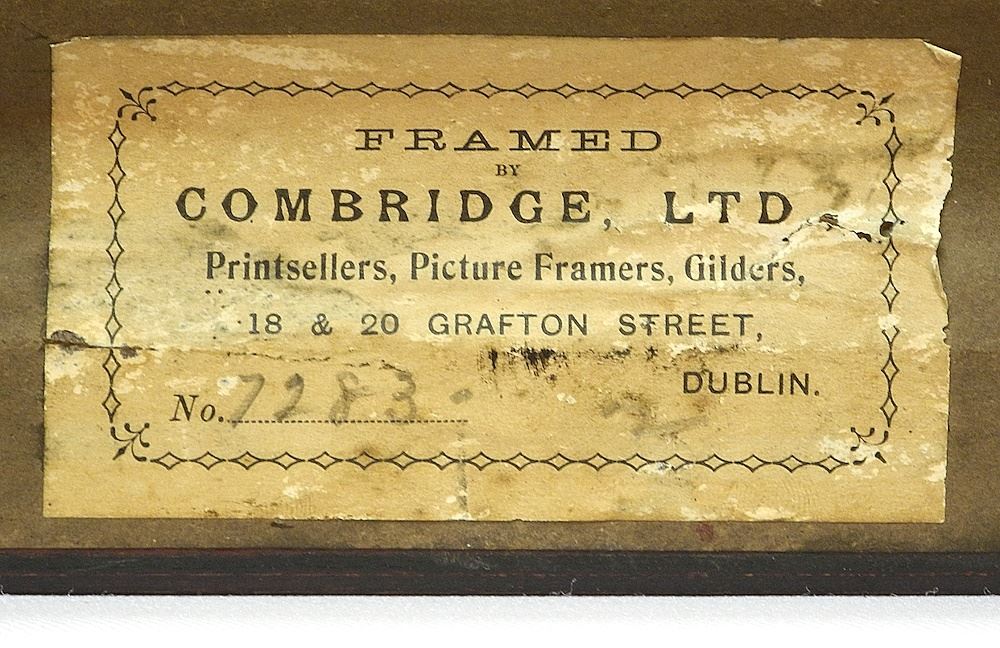 FRAMED
BY
COMBRIDGE, LTD
Printsellers, Picture Framers, Gilders,
18 & 20 GRAFTON STREET,
DUBLIN.
No. 7283.